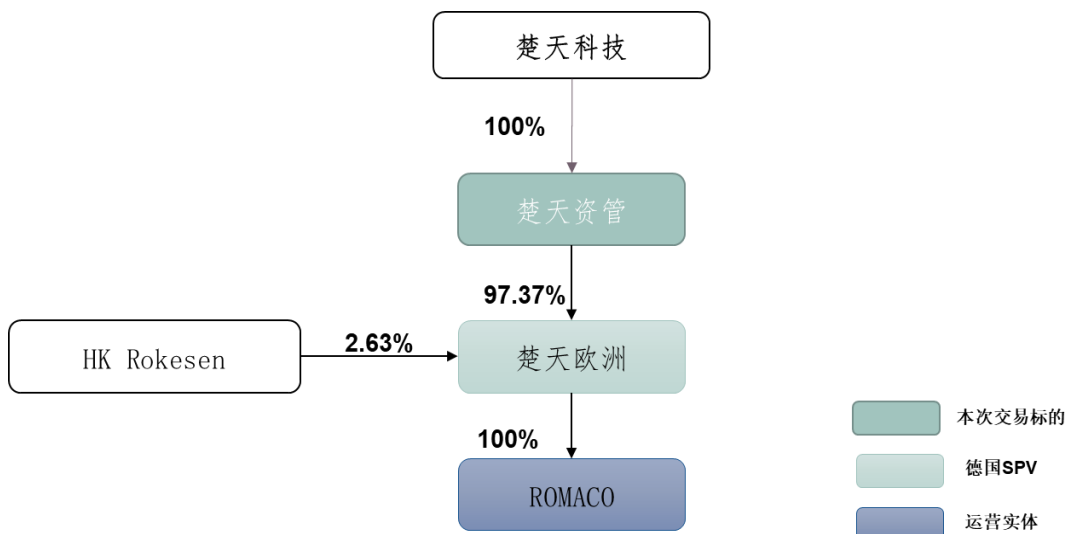 楚天科技
100%
楚天资管
97.37%
HK Rokesen
2.63%
楚天欧洲
100%
ROMACO
本次交易标的
德国SPV
运营实体